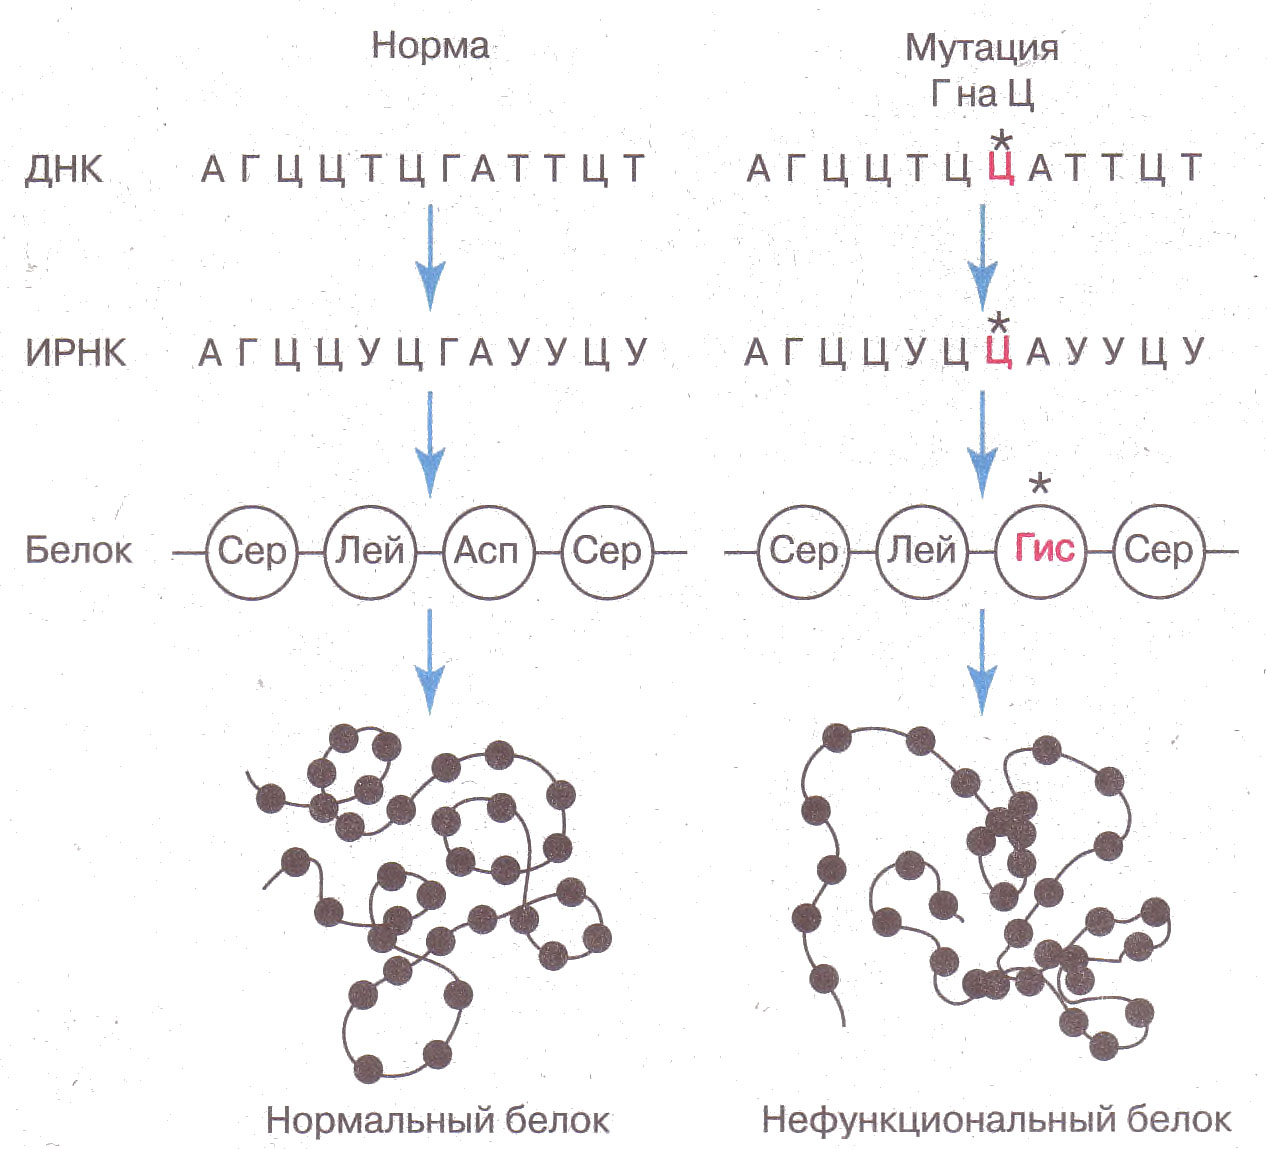 Норма
Мутация
Г на Ц
*
ДНК А Г Ц Ц Т Ц Г А Т Т Ц Т А Г Ц Ц Т Ц Ц А Т Т Ц Т
*
ИРНК А Г Ц Ц У Ц Г А У У Ц У А Г Ц Ц У Ц Ц А У У Ц У
*
Белок Сер Лей Асп Сер Сер Лей Гис Сер
Нормальный белок Нефункциональный белок